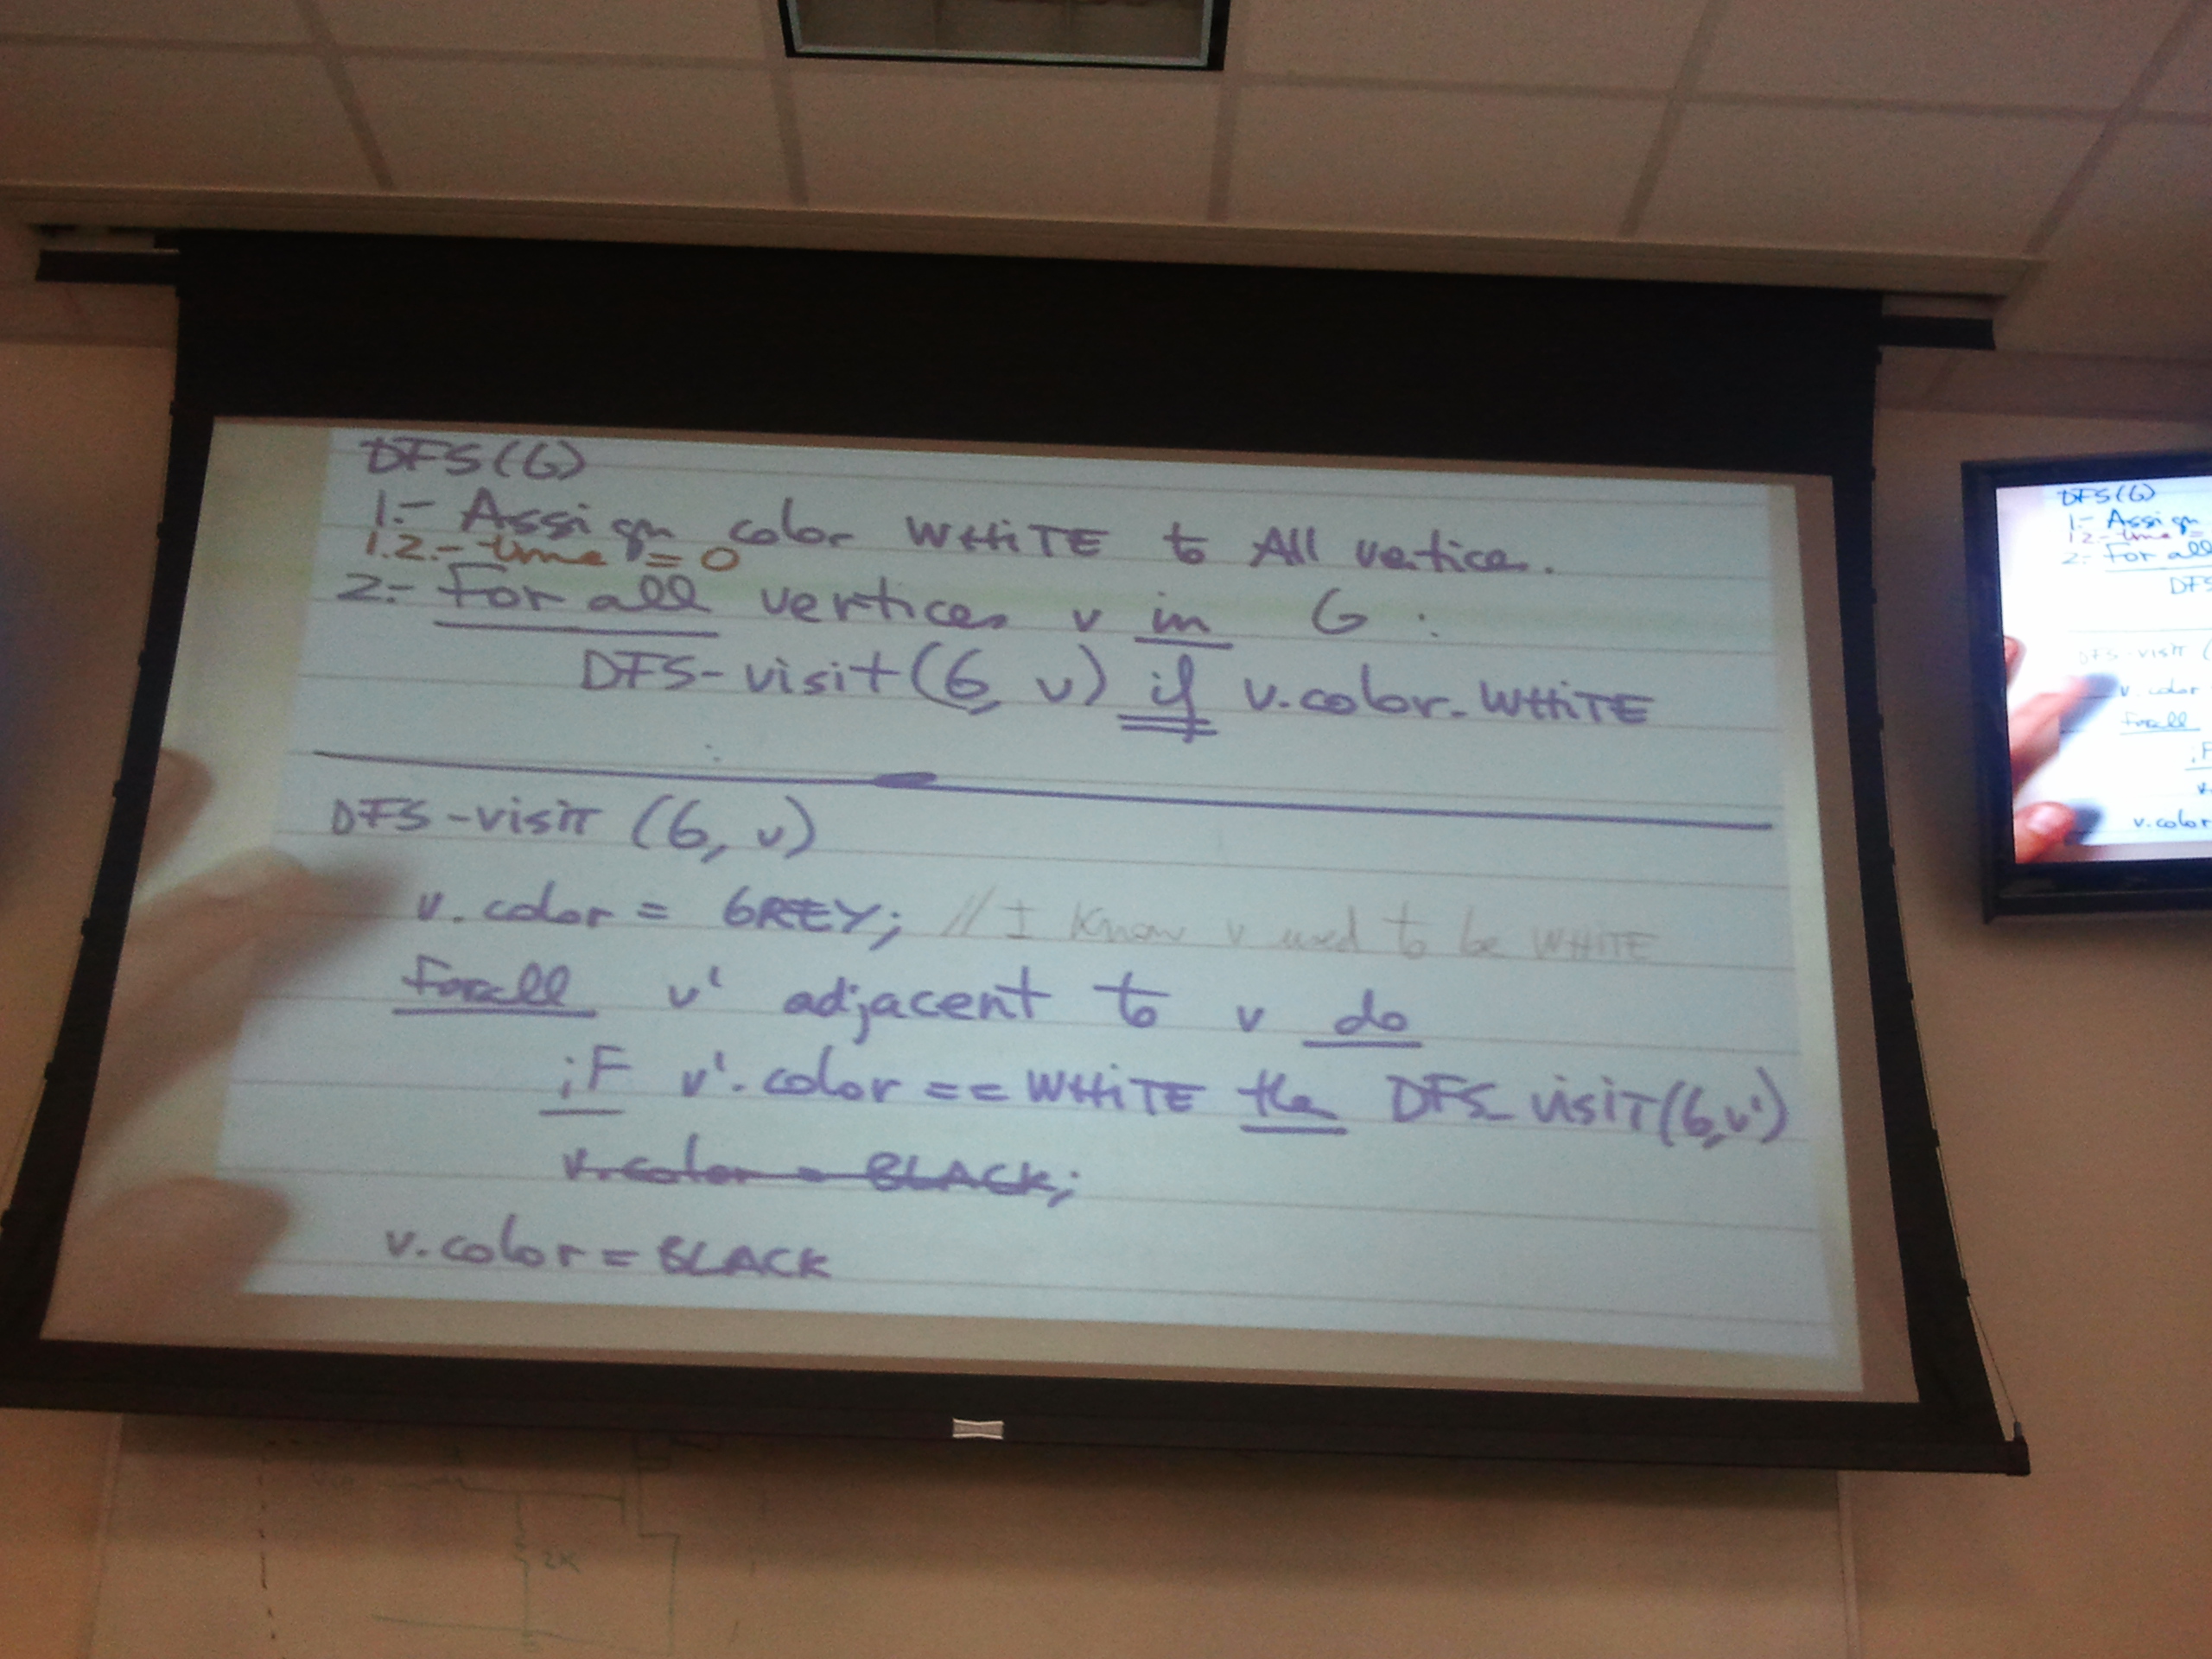 DFS(G)
1.- Assign color WHITE to All vertices.
1.2.- time = 0
2.- For all vertices v in G :
DFS-visit(G, v) if v.color = WHITE
DFS-visit (G, v)
v.color = GREY; // I know v used to be WHITE
Forall v' adjacent to v do
iF v'.color == WHITE then DFS_visit(G,v')
v.color = BLACK;
v.color = BLACK
DFS(G)
1.- Assign
1.2- time =
2.- For all
DFS
DFS-visit (
v.color
Forall
iF
v.
v.color
2K